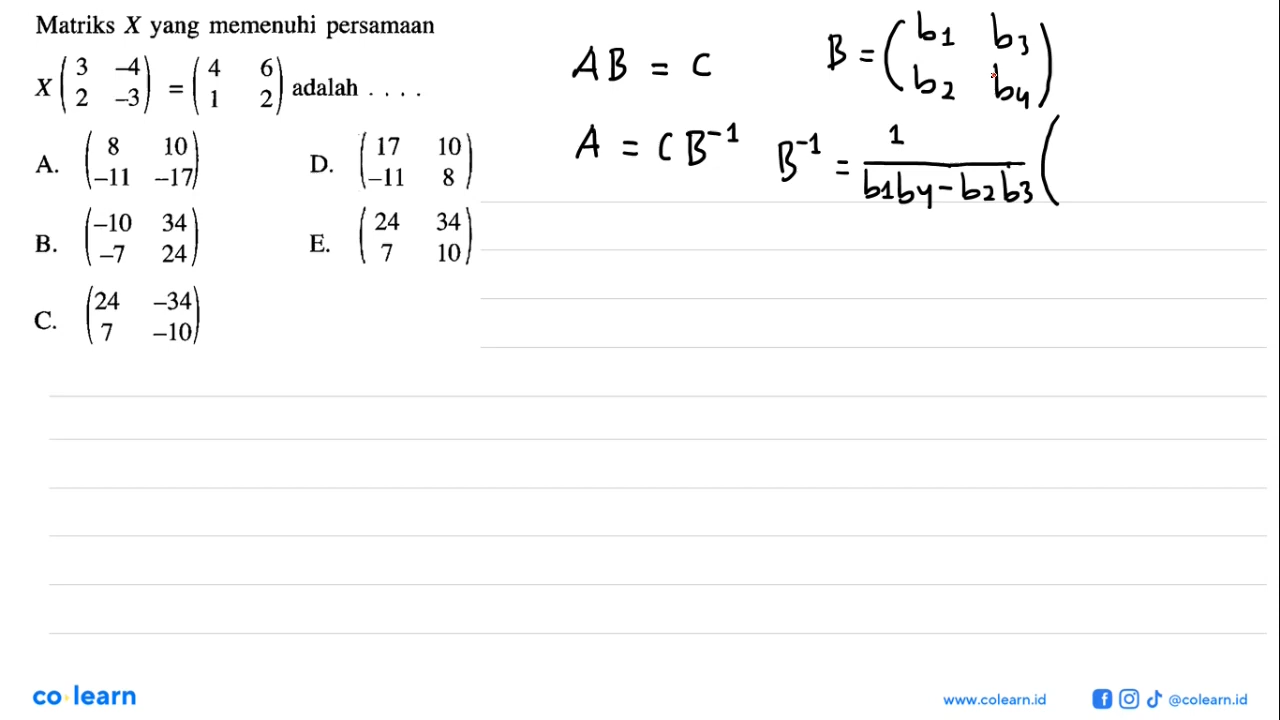 Matriks X yang memenuhi persamaan
X ( 3 –4 ) = ( 4 6 ) adalah . . . .
2 –3 1 2
A. ( 8 10 )
–11 –17
B. ( –10 34 )
–7 24
C. ( 24 –34 )
7 –10
D. ( 17 10 )
–11 8
E. ( 24 34 )
7 10
AB = C
A = C B⁻¹
B = ( b1 b3 )
b2 b4
B⁻¹ = 1 (
b1b4 – b2b3
co learn
www.colearn.id
@colearn.id